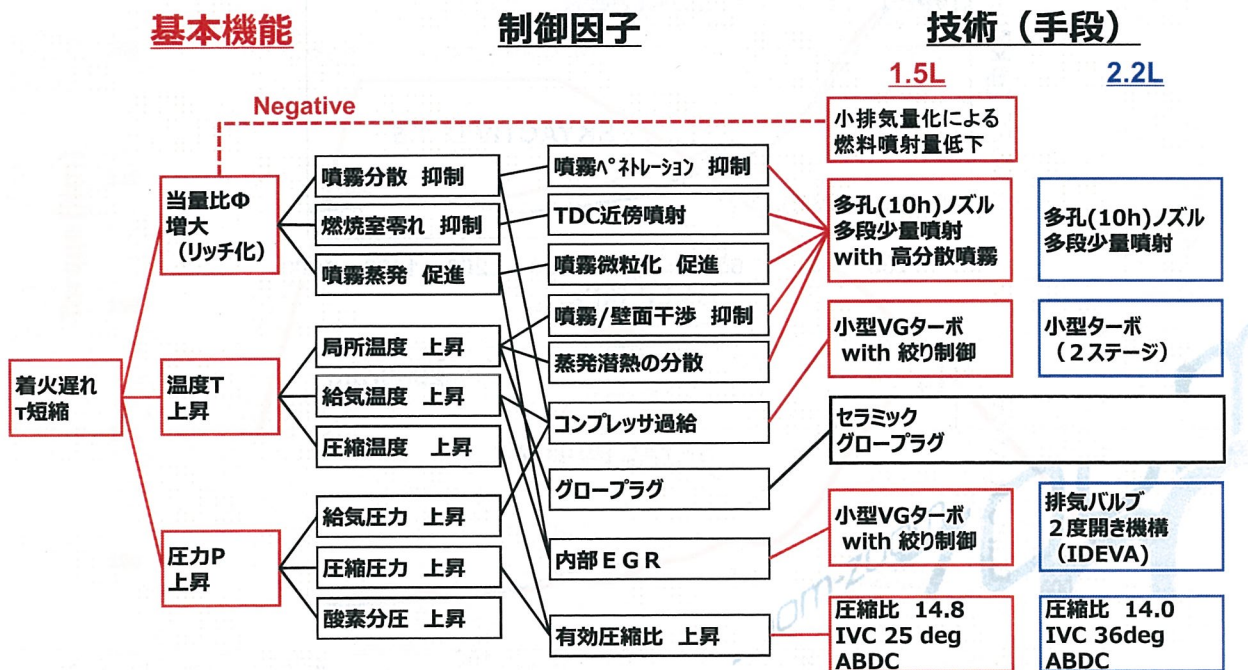 基本機能
制御因子
技術（手段）
1.5L
2.2L
Negative
小排気量化による
燃料噴射量低下
当量比Φ
増大
（リッチ化）
噴霧分散 抑制
燃焼室零れ 抑制
噴霧蒸発 促進
噴霧ﾍﾟﾈﾄﾚｰｼｮﾝ 抑制
TDC近傍噴射
噴霧微粒化 促進
噴霧/壁面干渉 抑制
蒸発潜熱の分散
多孔(10h)ノズル
多段少量噴射
with 高分散噴霧
多孔(10h)ノズル
多段少量噴射
着火遅れ
τ短縮
温度T
上昇
局所温度 上昇
給気温度 上昇
圧縮温度 上昇
コンプレッサ過給
グロープラグ
小型VGターボ
with 絞り制御
小型ターボ
（２ステージ）
セラミック
グロープラグ
圧力P
上昇
給気圧力 上昇
圧縮圧力 上昇
酸素分圧 上昇
内部ＥＧＲ
有効圧縮比 上昇
小型VGターボ
with 絞り制御
排気バルブ
２度開き機構
(IDEVA)
圧縮比 14.8
IVC 25 deg
ABDC
圧縮比 14.0
IVC 36deg
ABDC